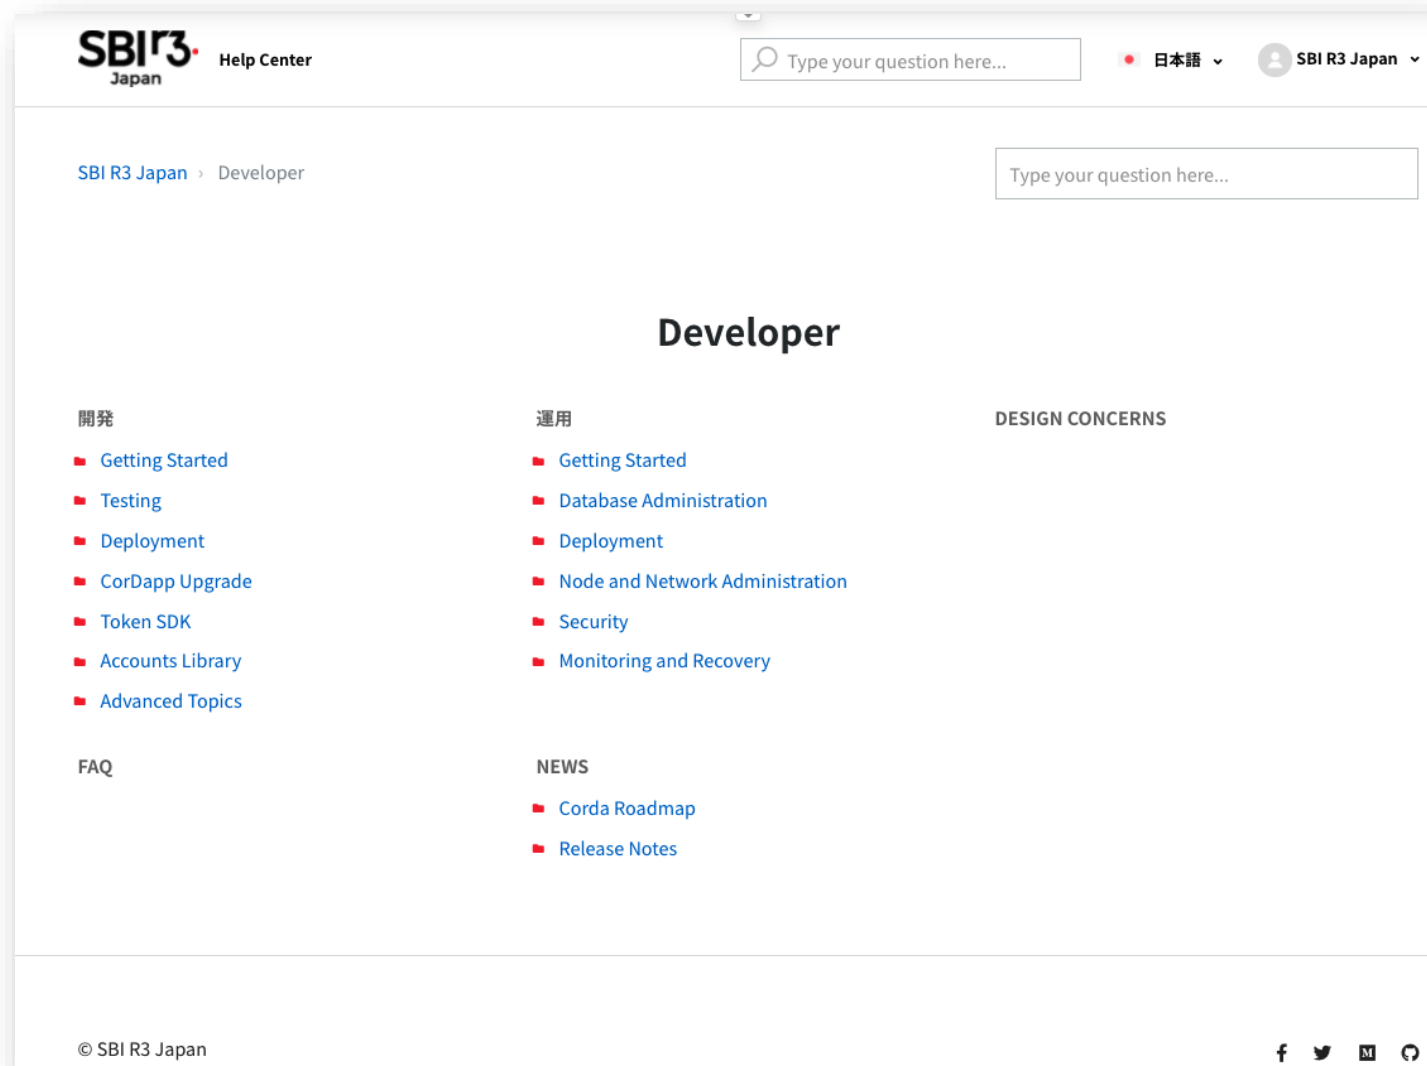 SBI r3.
Japan
Help Center
Type your question here...
日本語
SBI R3 Japan
SBI R3 Japan › Developer
Type your question here...
Developer
開発
Getting Started
Testing
Deployment
CorDapp Upgrade
Token SDK
Accounts Library
Advanced Topics
運用
Getting Started
Database Administration
Deployment
Node and Network Administration
Security
Monitoring and Recovery
DESIGN CONCERNS
FAQ
NEWS
Corda Roadmap
Release Notes
© SBI R3 Japan